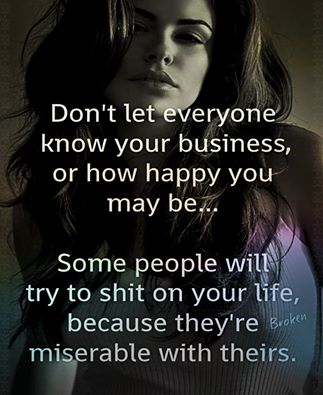 Don't let everyone
know your business,
or how happy you
may be...
Some people will
try to shit on your life,
because they're
Broken
miserable with theirs.